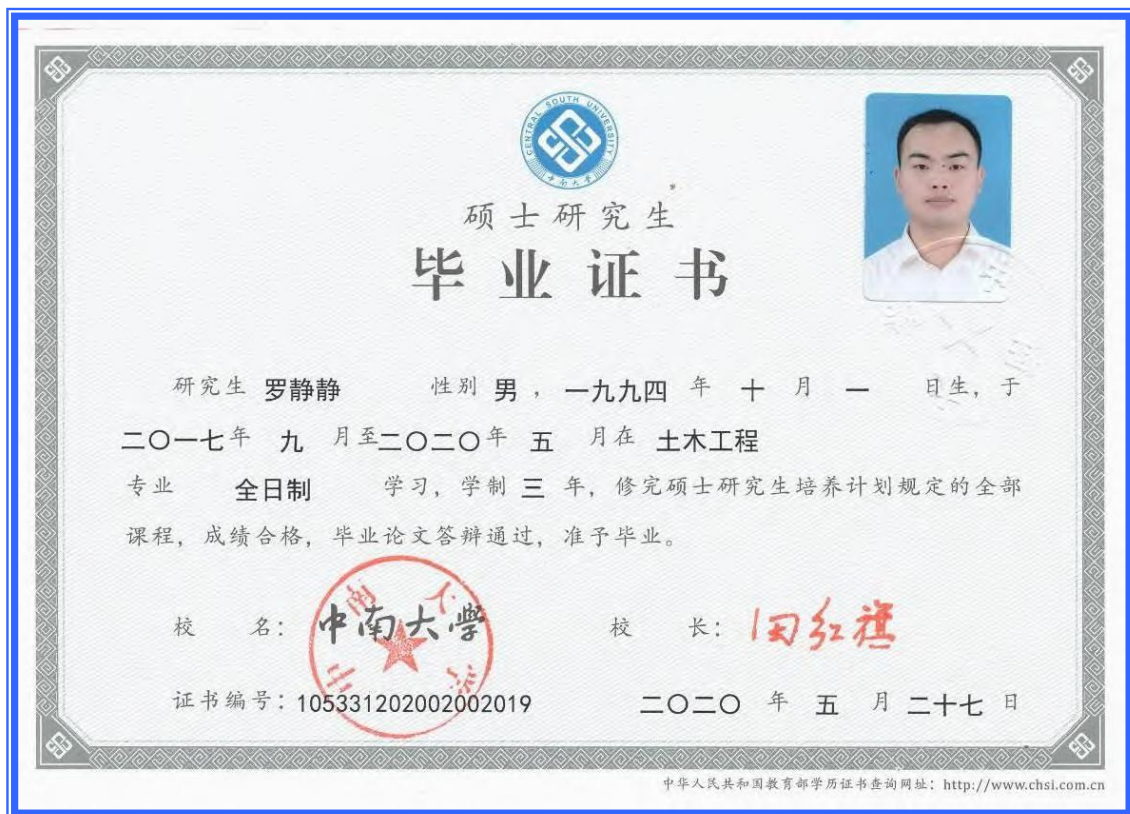 CENTRAL SOUTH UNIVERSITY
中南大学
硕士研究生
毕业证书
研究生 罗静静 性别 男 ， 一九九四 年 十 月 一 日生，于
二〇一七年 九 月至二〇二〇年 五 月在 土木工程
专业 全日制 学习，学制 三 年，修完硕士研究生培养计划规定的全部
课程，成绩合格，毕业论文答辩通过，准予毕业。
校 名： 中南大學 校 长： 田红旗
中南大学
证书编号：105331202002002019 二〇二〇 年 五 月 二十七 日
中华人民共和国教育部学历证书查询网址：http://www.chsi.com.cn